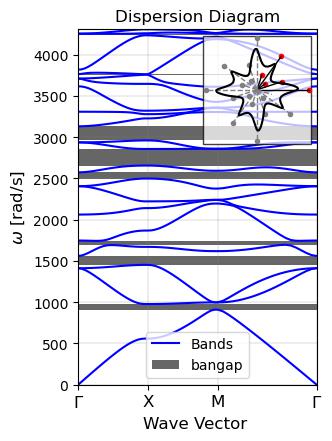 Dispersion Diagram
4000
3500
3000
2500
2000
1500
1000
500
0
ω [rad/s]
Bands
bangap
Γ X M Γ
Wave Vector